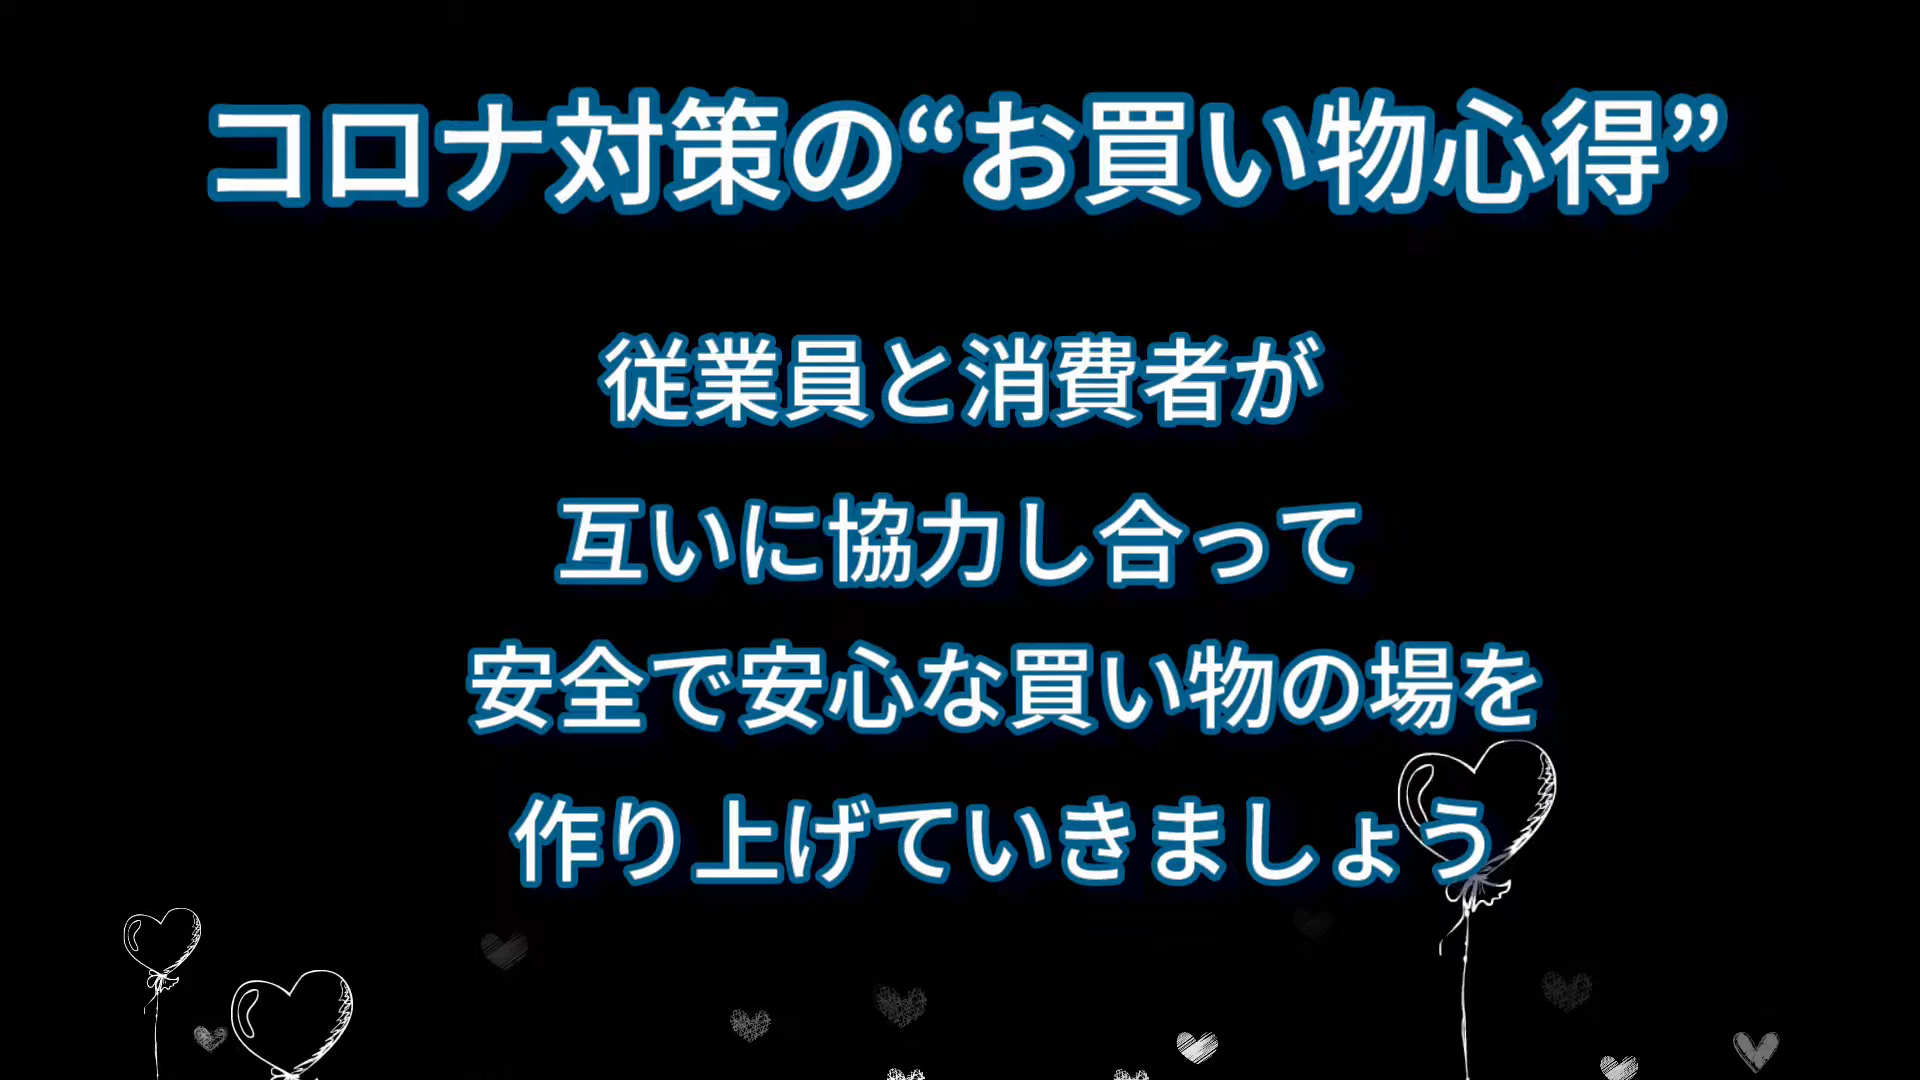 コロナ対策の“お買い物心得”
従業員と消費者が
互いに協力し合って
安全で安心な買い物の場を
作り上げていきましょう